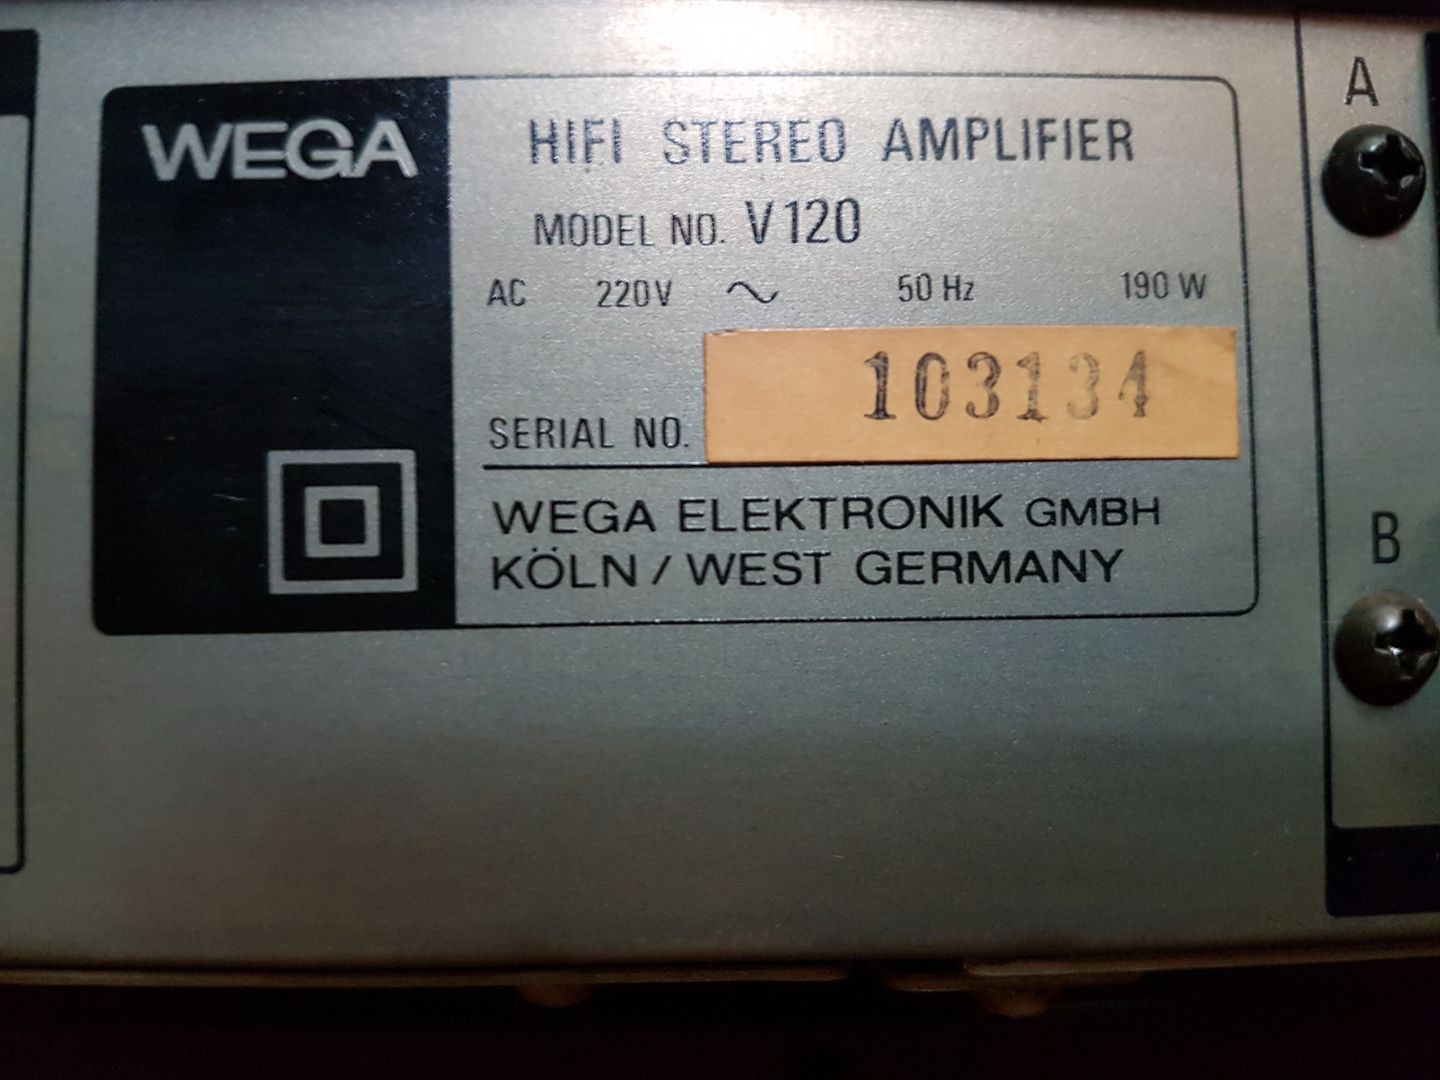 WEGA
HIFI STEREO AMPLIFIER
MODEL NO. V120
AC 220V ~ 50 Hz 190 W
SERIAL NO. 103134
WEGA ELEKTRONIK GMBH
KÖLN / WEST GERMANY
A
B